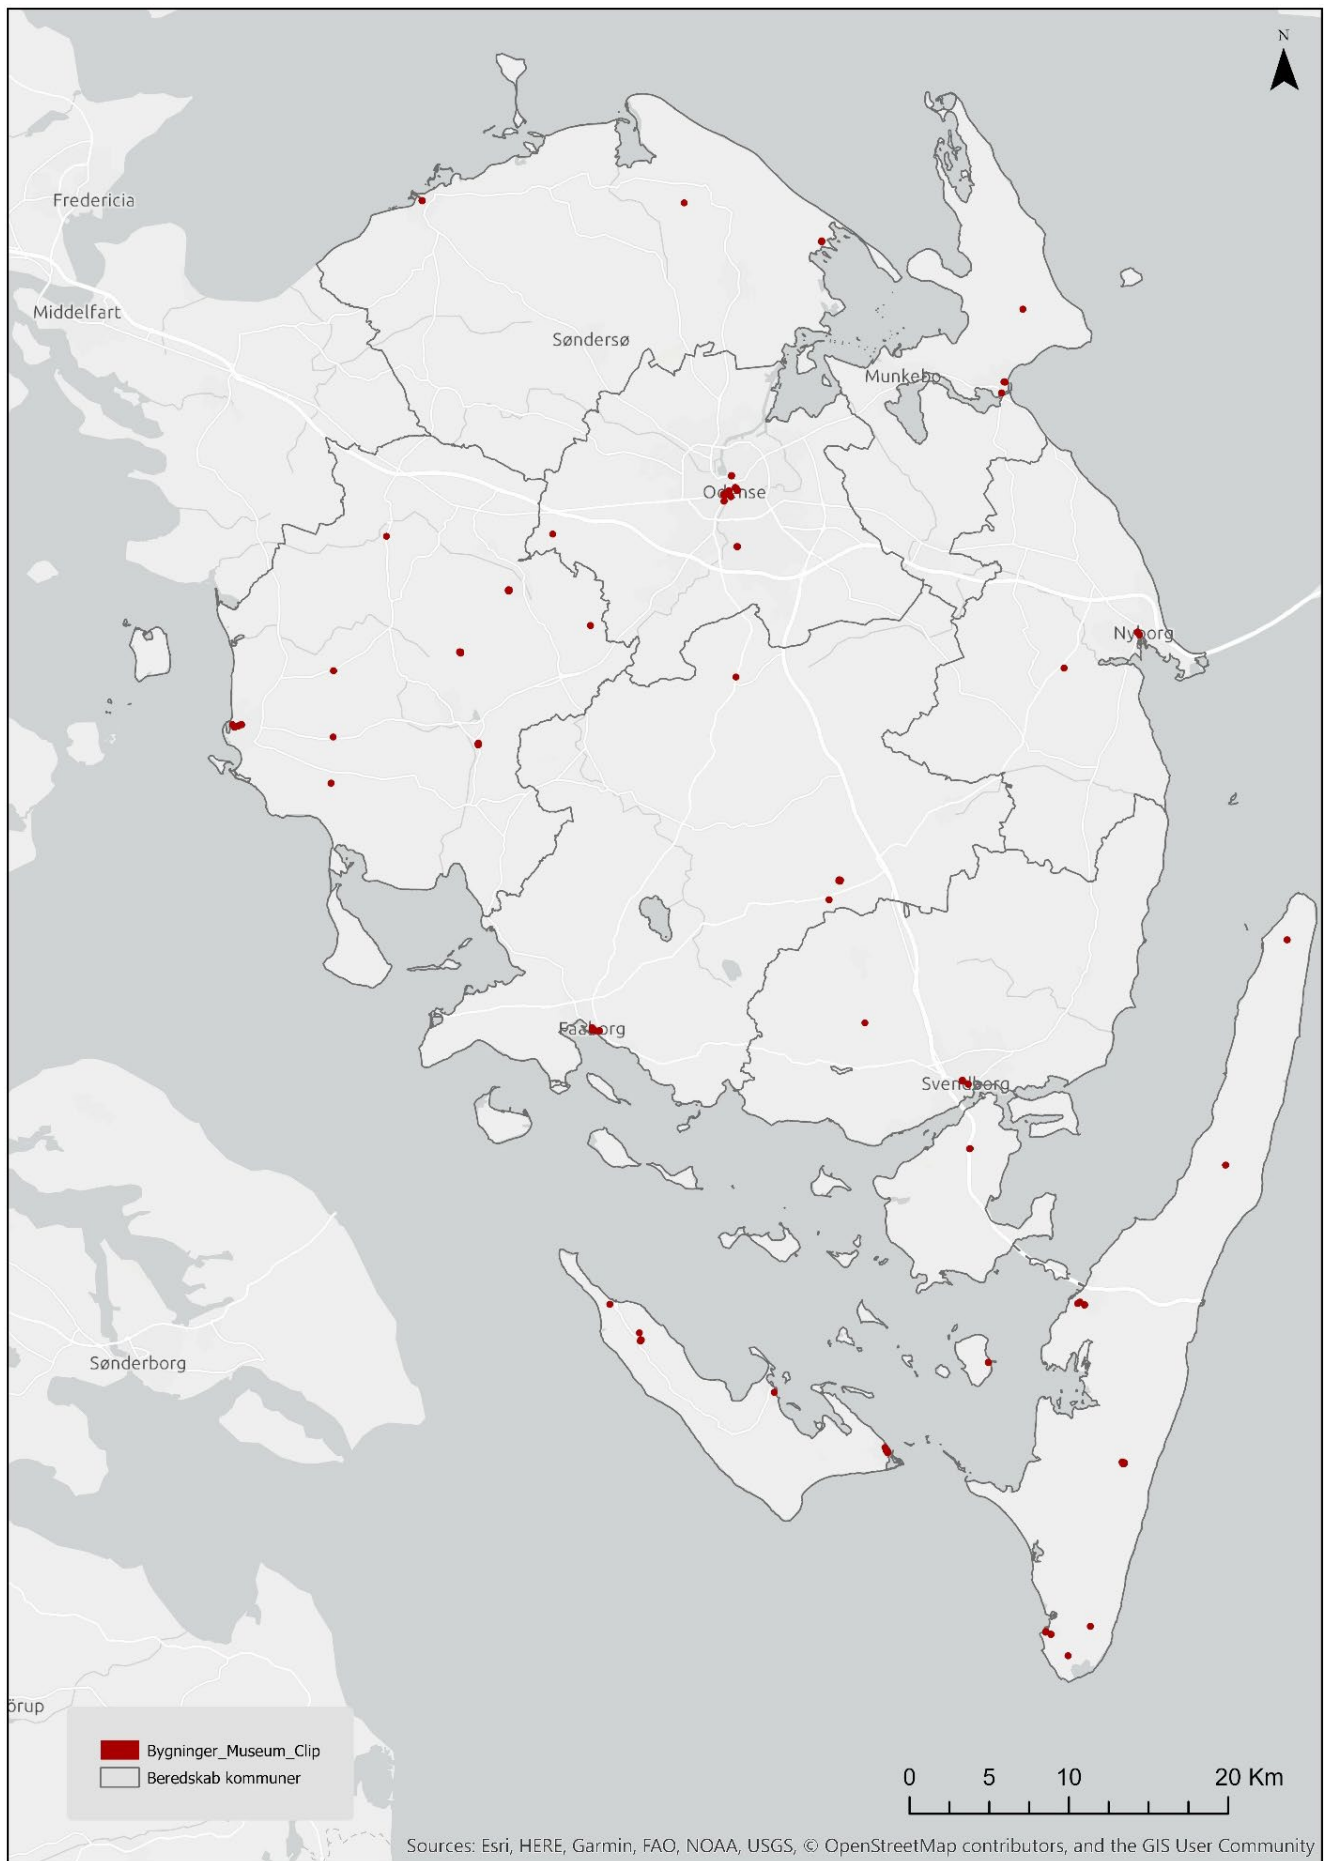 N
Fredericia
Middelfart
Søndersø
Munkebo
Odense
Nyborg
Faaborg
Svendborg
Sønderborg
örup
Bygninger_Museum_Clip
Beredskab kommuner
0 5 10 20 Km
Sources: Esri, HERE, Garmin, FAO, NOAA, USGS, © OpenStreetMap contributors, and the GIS User Community